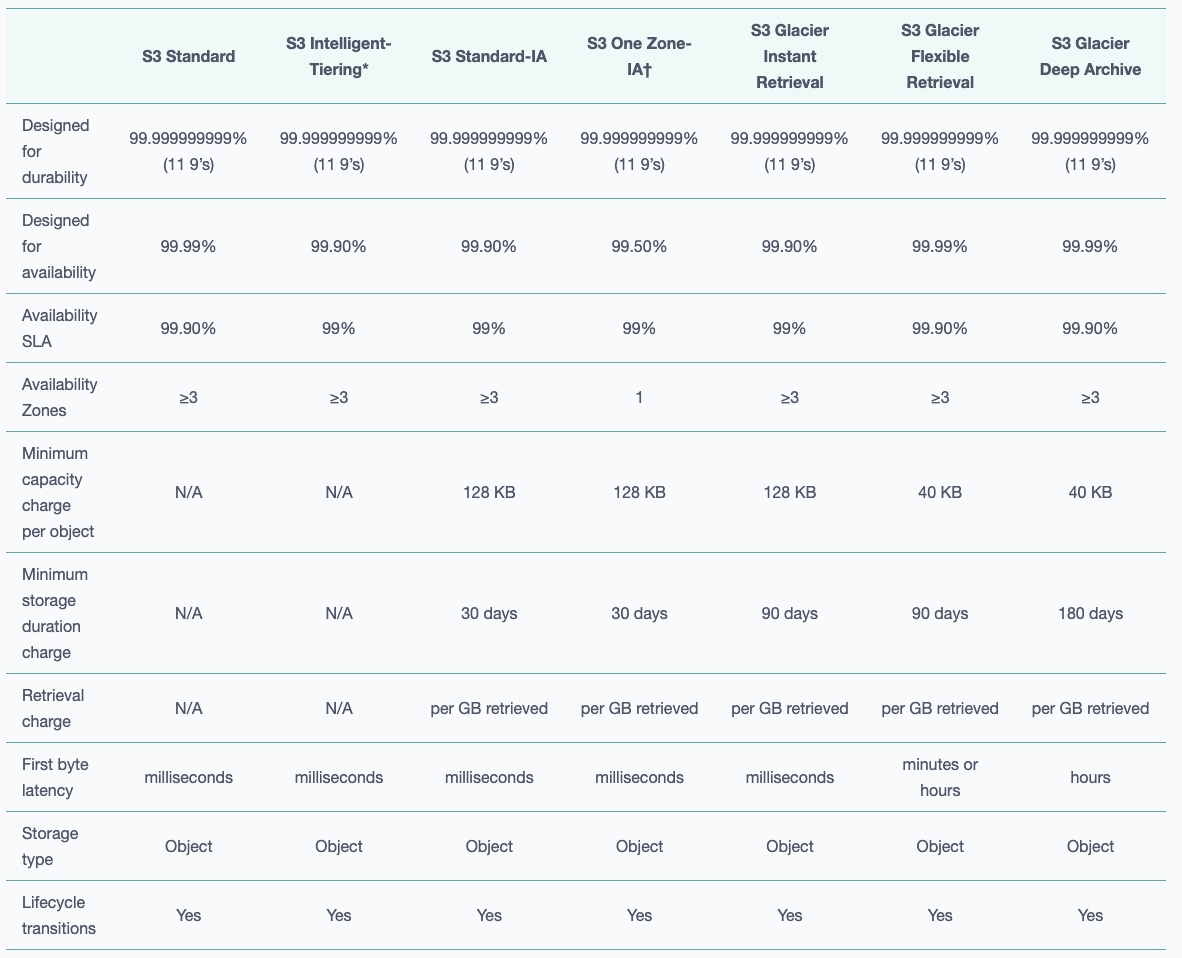 S3 Standard
S3 Intelligent-
Tiering*
S3 Standard-IA
S3 One Zone-
IA†
S3 Glacier
Instant
Retrieval
S3 Glacier
Flexible
Retrieval
S3 Glacier
Deep Archive
Designed
for
durability
99.999999999%
(11 9’s)
99.999999999%
(11 9’s)
99.999999999%
(11 9’s)
99.999999999%
(11 9’s)
99.999999999%
(11 9’s)
99.999999999%
(11 9’s)
99.999999999%
(11 9’s)
Designed
for
availability
99.99%
99.90%
99.90%
99.50%
99.90%
99.99%
99.99%
Availability
SLA
99.90%
99%
99%
99%
99%
99.90%
99.90%
Availability
Zones
≥3
≥3
≥3
1
≥3
≥3
≥3
Minimum
capacity
charge
per object
N/A
N/A
128 KB
128 KB
128 KB
40 KB
40 KB
Minimum
storage
duration
charge
N/A
N/A
30 days
30 days
90 days
90 days
180 days
Retrieval
charge
N/A
N/A
per GB retrieved
per GB retrieved
per GB retrieved
per GB retrieved
per GB retrieved
First byte
latency
milliseconds
milliseconds
milliseconds
milliseconds
milliseconds
minutes or
hours
hours
Storage
type
Object
Object
Object
Object
Object
Object
Object
Lifecycle
transitions
Yes
Yes
Yes
Yes
Yes
Yes
Yes